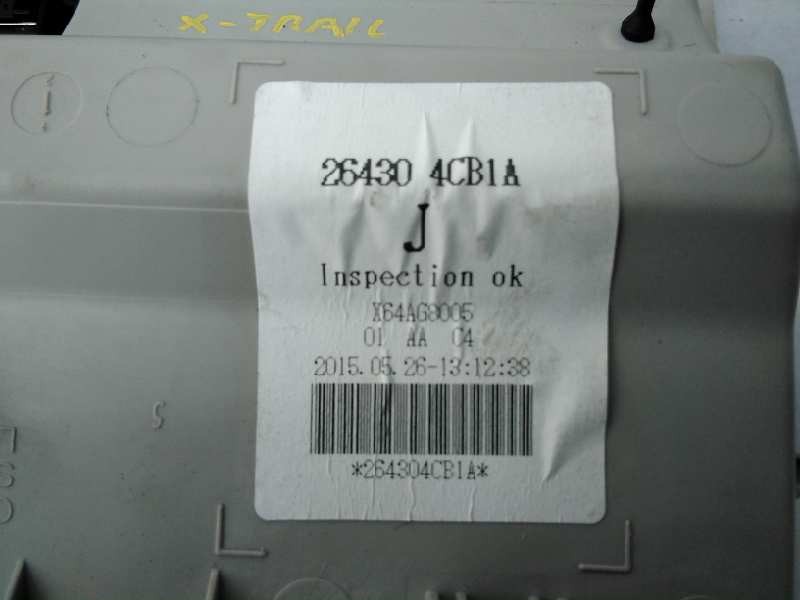 X-TRAIL
26430 4CB1A
J
Inspection ok
X64AG8005
01 AA C4
2015.05.26-13:12:38
*264304CB1A*
S